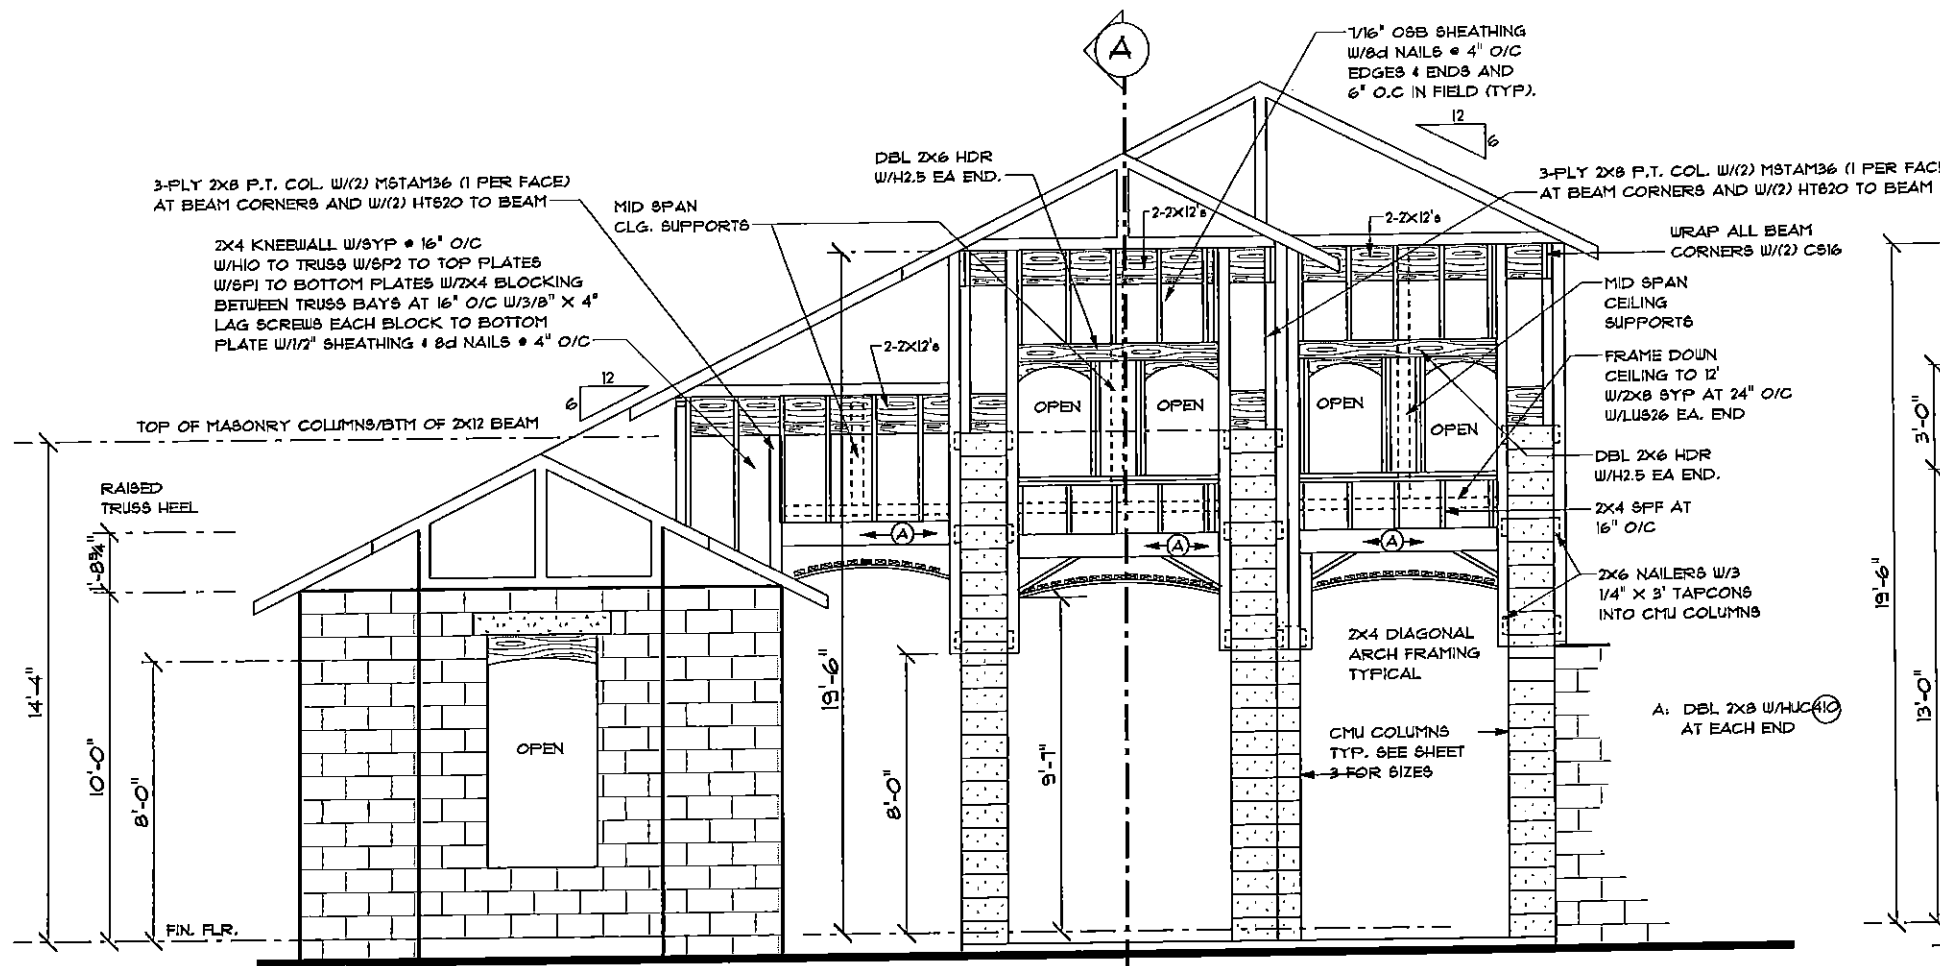 A
7/16" OSB SHEATHING
W/8d NAILS @ 4" O/C
EDGES & ENDS AND
6" O.C IN FIELD (TYP).
12
6
DBL 2X6 HDR
W/H2.5 EA END.
3-PLY 2X8 P.T. COL. W/(2) MSTAM36 (1 PER FACE)
AT BEAM CORNERS AND W/(2) HTS20 TO BEAM
MID SPAN
CLG. SUPPORTS
3-PLY 2X8 P.T. COL. W/(2) MSTAM36 (1 PER FAC
AT BEAM CORNERS AND W/(2) HTS20 TO BEAM
2-2X12's
2-2X12's
WRAP ALL BEAM
CORNERS W/(2) CS16
2X4 KNEEWALL W/SYP @ 16" O/C
W/H10 TO TRUSS W/SP2 TO TOP PLATES
W/SP1 TO BOTTOM PLATES W/2X4 BLOCKING
BETWEEN TRUSS BAYS AT 16" O/C W/3/8" X 4"
LAG SCREWS EACH BLOCK TO BOTTOM
PLATE W/1/2" SHEATHING & 8d NAILS @ 4" O/C
MID SPAN
CEILING
SUPPORTS
2-2X12's
FRAME DOWN
CEILING TO 12'
W/2X8 SYP AT 24" O/C
W/LUS26 EA. END
12
6
OPEN
OPEN
OPEN
OPEN
3'-0"
TOP OF MASONRY COLUMNS/BTM OF 2X12 BEAM
DBL 2X6 HDR
W/H2.5 EA END.
RAISED
TRUSS HEEL
2X4 SPF AT
16" O/C
A
A
A
1'-8 3/4"
2X6 NAILERS W/3
1/4" X 3' TAPCONS
INTO CMU COLUMNS
19'-6"
2X4 DIAGONAL
ARCH FRAMING
TYPICAL
14'-4"
19'-6"
13'-0"
A: DBL 2X8 W/HUC410
AT EACH END
10'-0"
8'-0"
OPEN
8'-0"
9'-7"
CMU COLUMNS
TYP. SEE SHEET
3 FOR SIZES
FIN. FLR.